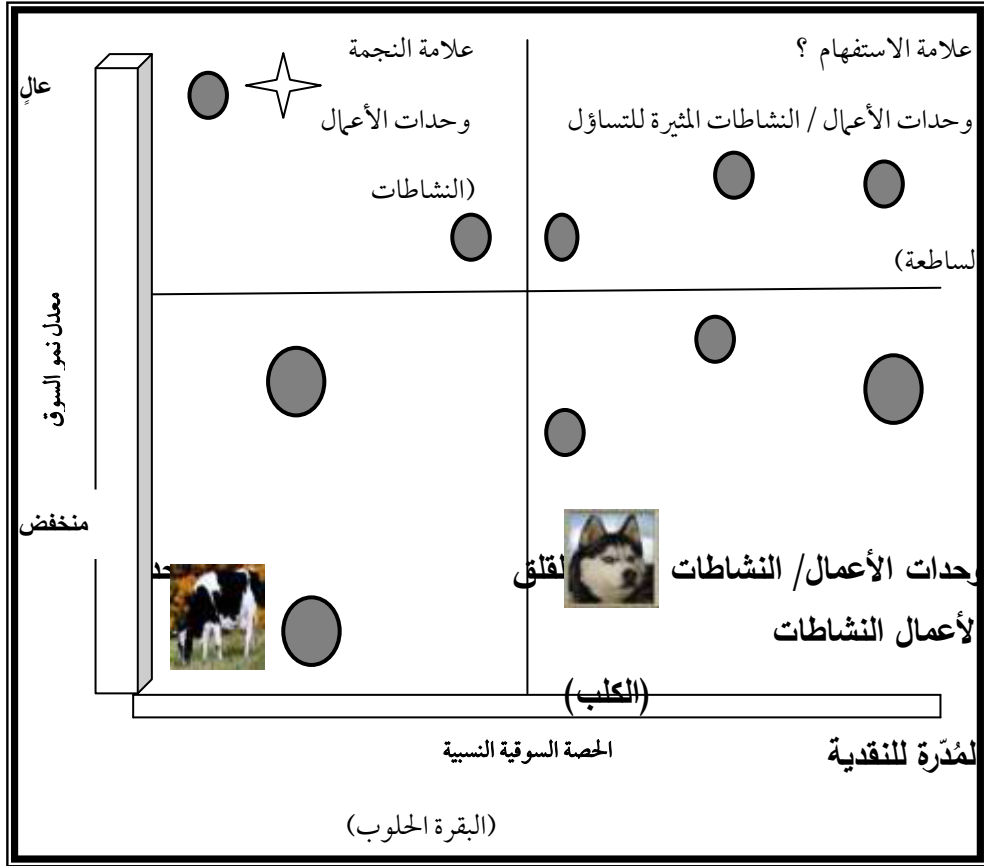 علامة الاستفهام ؟
علامة النجمة
عالٍ
وحدات الأعمال / النشاطات المثيرة للتساؤل
وحدات الأعمال
(النشاطات
لساطعة)
معدل نمو السوق
منخفض
وحدات الأعمال/ النشاطات
لقلق
لأعمال النشاطات
(الكلب)
الحصة السوقية النسبية
لمُدّرة للنقدية
(البقرة الحلوب)